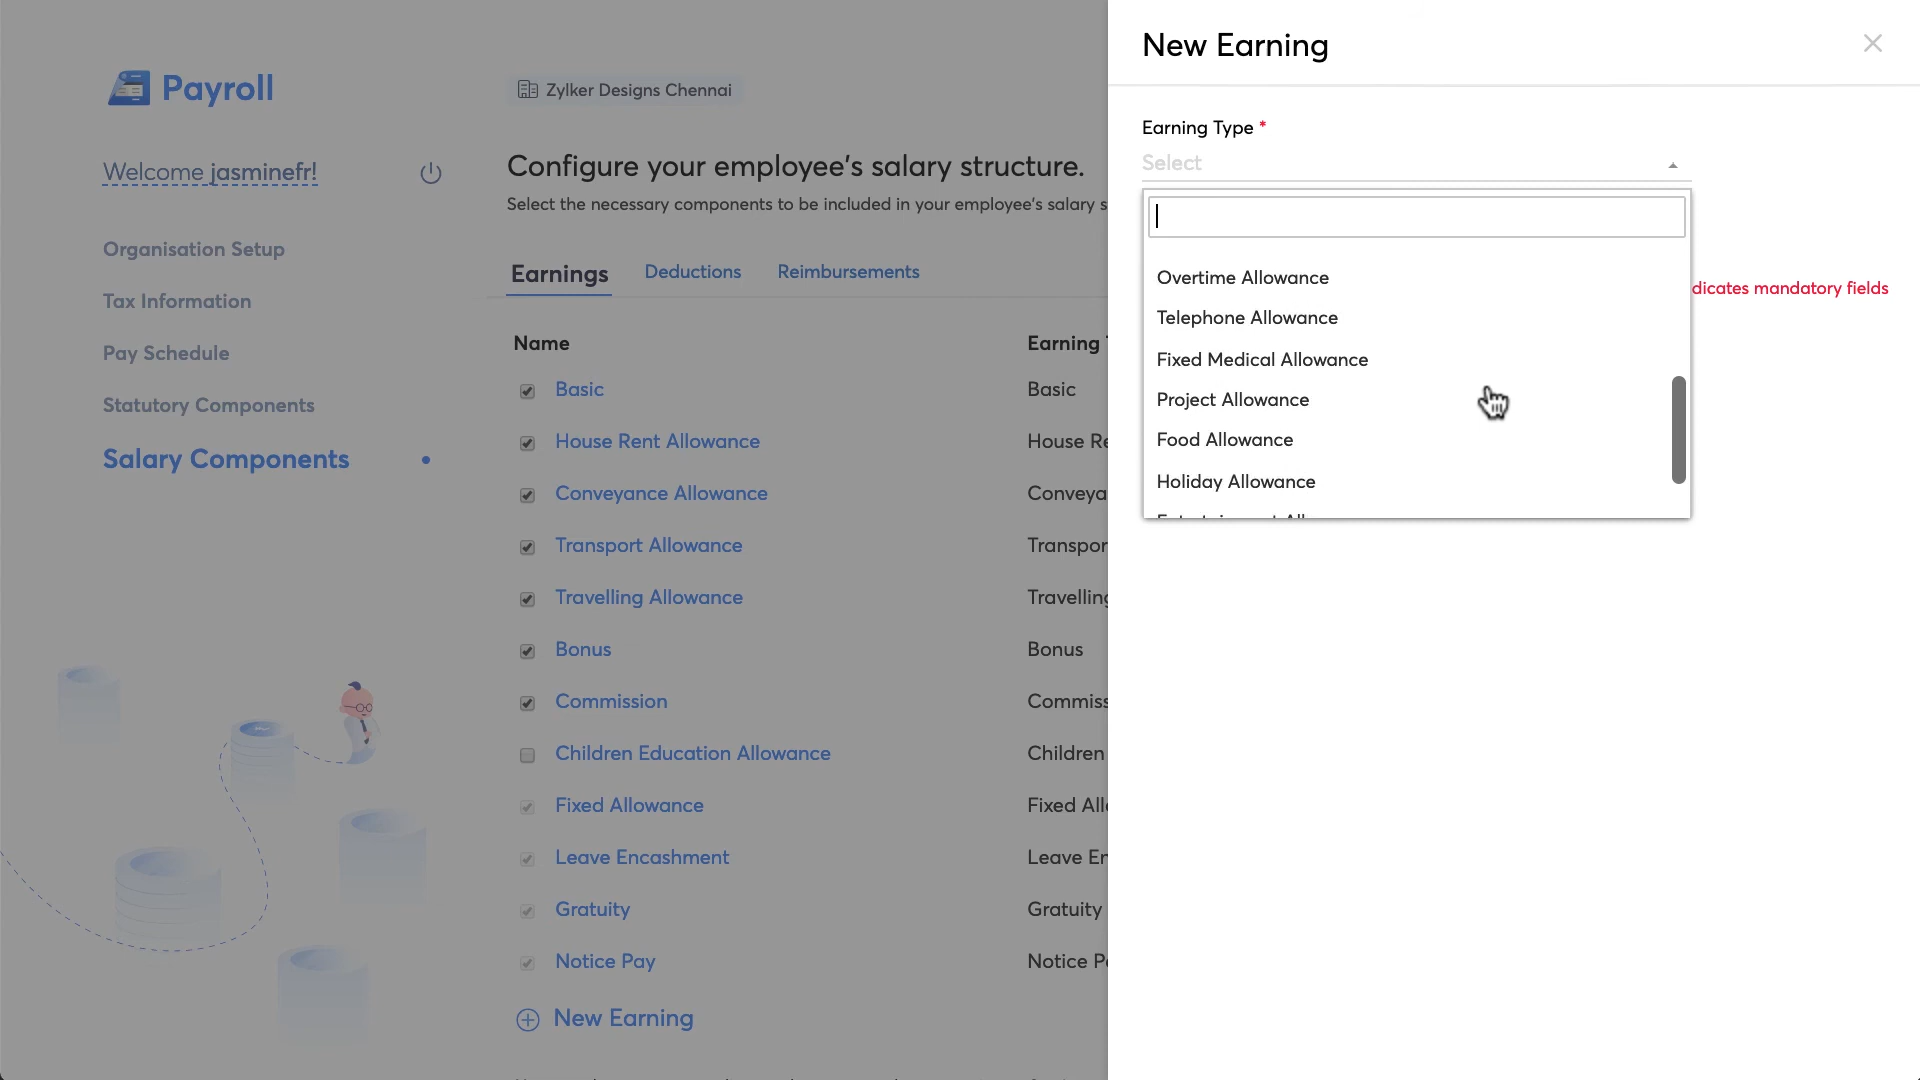 Payroll
Welcome jasminefr!
Organisation Setup
Tax Information
Pay Schedule
Statutory Components
Salary Components
Zylker Designs Chennai
Configure your employee's salary structure.
Select the necessary components to be included in your employee's salary s
Earnings Deductions Reimbursements
Name Earning
Basic Basic
House Rent Allowance House Re
Conveyance Allowance Conveya
Transport Allowance Transpor
Travelling Allowance Travelling
Bonus Bonus
Commission Commiss
Children Education Allowance Children
Fixed Allowance Fixed All
Leave Encashment Leave En
Gratuity Gratuity
Notice Pay Notice P
New Earning
New Earning
Earning Type *
Select
Overtime Allowance
Telephone Allowance
Fixed Medical Allowance
Project Allowance
Food Allowance
Holiday Allowance
dicates mandatory fields